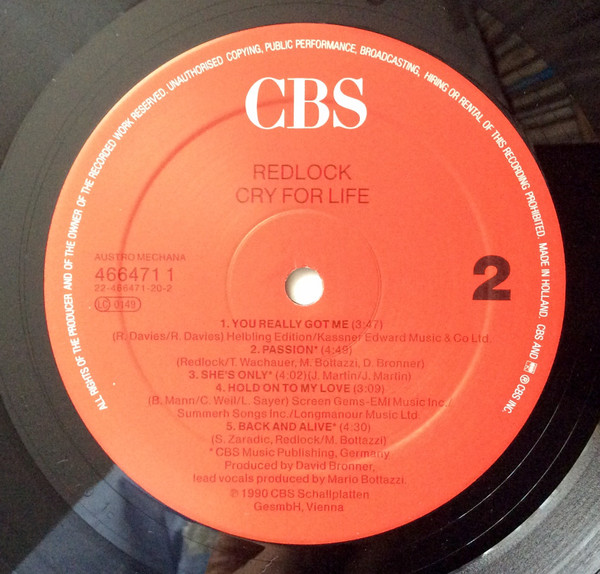 ALL RIGHTS OF THE PRODUCER AND OF THE OWNER OF THE RECORDED WORK RESERVED. UNAUTHORISED COPYING, PUBLIC PERFORMANCE, BROADCASTING, HIRING OR RENTAL OF THIS RECORDING PROHIBITED. MADE IN HOLLAND. CBS AND ® CBS INC.
CBS
REDLOCK
CRY FOR LIFE
AUSTRO MECHANA
466471 1
22-466471-20-2
LC 0149
2
1. YOU REALLY GOT ME (3:47)
(R. Davies/R. Davies) Helbling Edition/Kassner Edward Music & Co Ltd.
2. PASSION* (4:49)
(Redlock/T. Wachauer, M. Bottazzi, D. Bronner)
3. SHE'S ONLY* (4:02)(J. Martin/J. Martin)
4. HOLD ON TO MY LOVE (3:09)
(B. Mann/C. Weil/L. Sayer) Screen Gems-EMI Music Inc./
Summerh Songs Inc./Longmanour Music Ltd
5. BACK AND ALIVE* (4:30)
(S. Zaradic, Redlock/M. Bottazzi)
* CBS Music Publishing, Germany
Produced by David Bronner,
lead vocals produced by Mario Bottazzi.
℗ 1990 CBS Schallplatten
GesmbH, Vienna